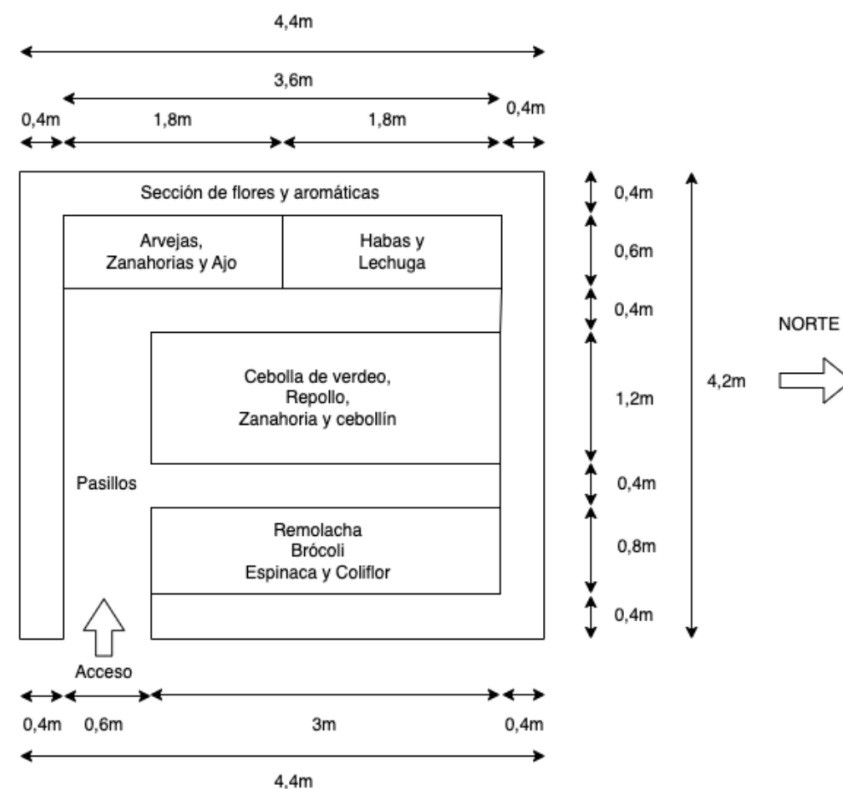 4,4m
3,6m
0,4m
1,8m
1,8m
0,4m
Sección de flores y aromáticas
0,4m
Arvejas,
Zanahorias y Ajo
Habas y
Lechuga
0,6m
0,4m
NORTE
Cebolla de verdeo,
Repollo,
Zanahoria y cebollín
1,2m
4,2m
Pasillos
0,4m
Remolacha
Brócoli
Espinaca y Coliflor
0,8m
0,4m
Acceso
0,4m
0,6m
3m
0,4m
4,4m